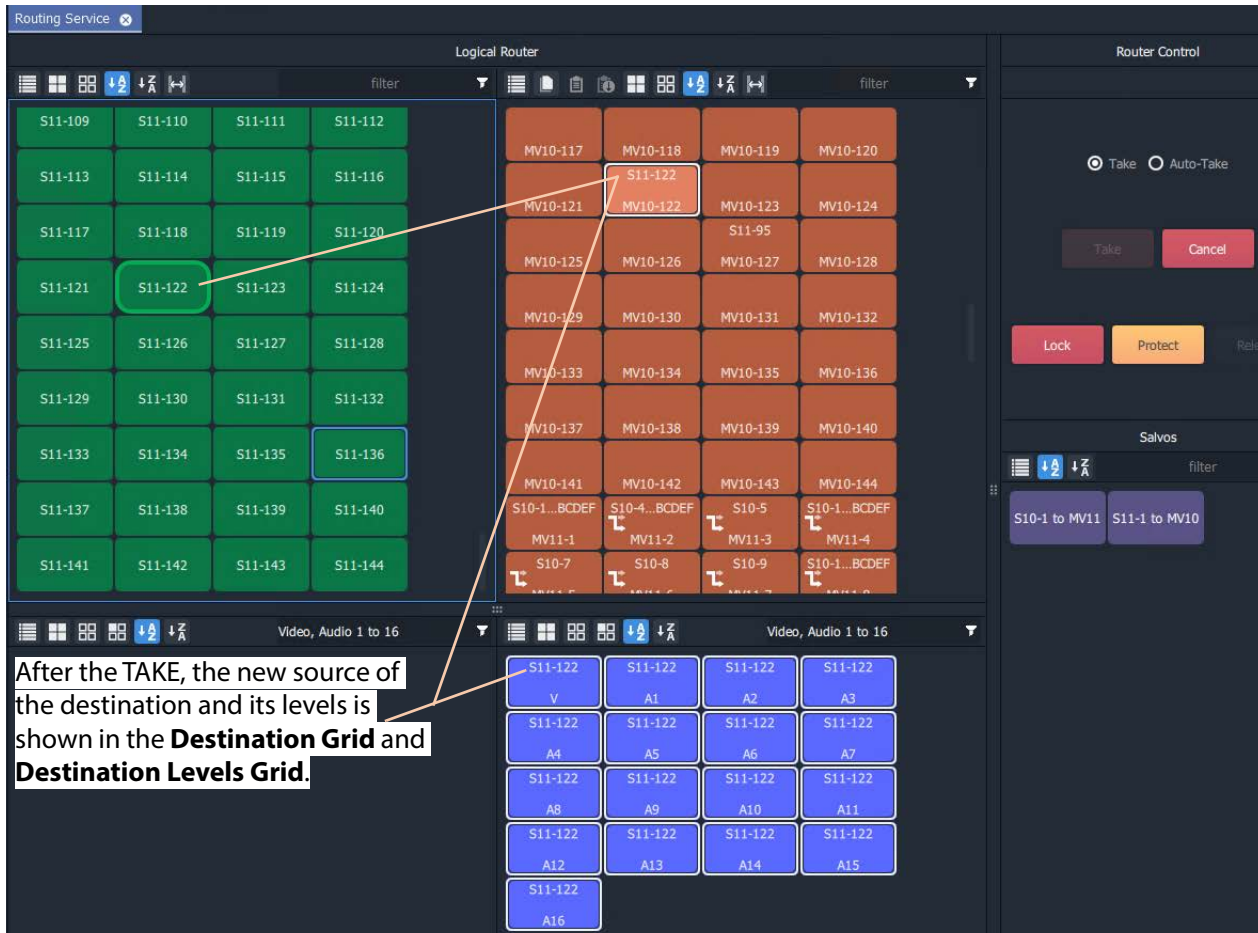 Routing Service
Logical Router
Router Control
filter
filter
S11-109 S11-110 S11-111 S11-112
S11-113 S11-114 S11-115 S11-116
S11-117 S11-118 S11-119 S11-120
S11-121 S11-122 S11-123 S11-124
S11-125 S11-126 S11-127 S11-128
S11-129 S11-130 S11-131 S11-132
S11-133 S11-134 S11-135 S11-136
S11-137 S11-138 S11-139 S11-140
S11-141 S11-142 S11-143 S11-144
MV10-117 MV10-118 MV10-119 MV10-120
S11-122
MV10-121 MV10-122 MV10-123 MV10-124
S11-95
MV10-125 MV10-126 MV10-127 MV10-128
MV10-129 MV10-130 MV10-131 MV10-132
MV10-133 MV10-134 MV10-135 MV10-136
MV10-137 MV10-138 MV10-139 MV10-140
MV10-141 MV10-142 MV10-143 MV10-144
S10-1...BCDEF S10-4...BCDEF S10-5 S10-1...BCDEF
MV11-1 MV11-2 MV11-3 MV11-4
S10-7 S10-8 S10-9 S10-1...BCDEF
Take Auto-Take
Take Cancel
Lock Protect
Salvos
filter
S10-1 to MV11 S11-1 to MV10
Video, Audio 1 to 16
Video, Audio 1 to 16
After the TAKE, the new source of
the destination and its levels is
shown in the Destination Grid and
Destination Levels Grid.
S11-122 S11-122 S11-122 S11-122
V A1 A2 A3
S11-122 S11-122 S11-122 S11-122
A4 A5 A6 A7
S11-122 S11-122 S11-122 S11-122
A8 A9 A10 A11
S11-122 S11-122 S11-122 S11-122
A12 A13 A14 A15
S11-122
A16